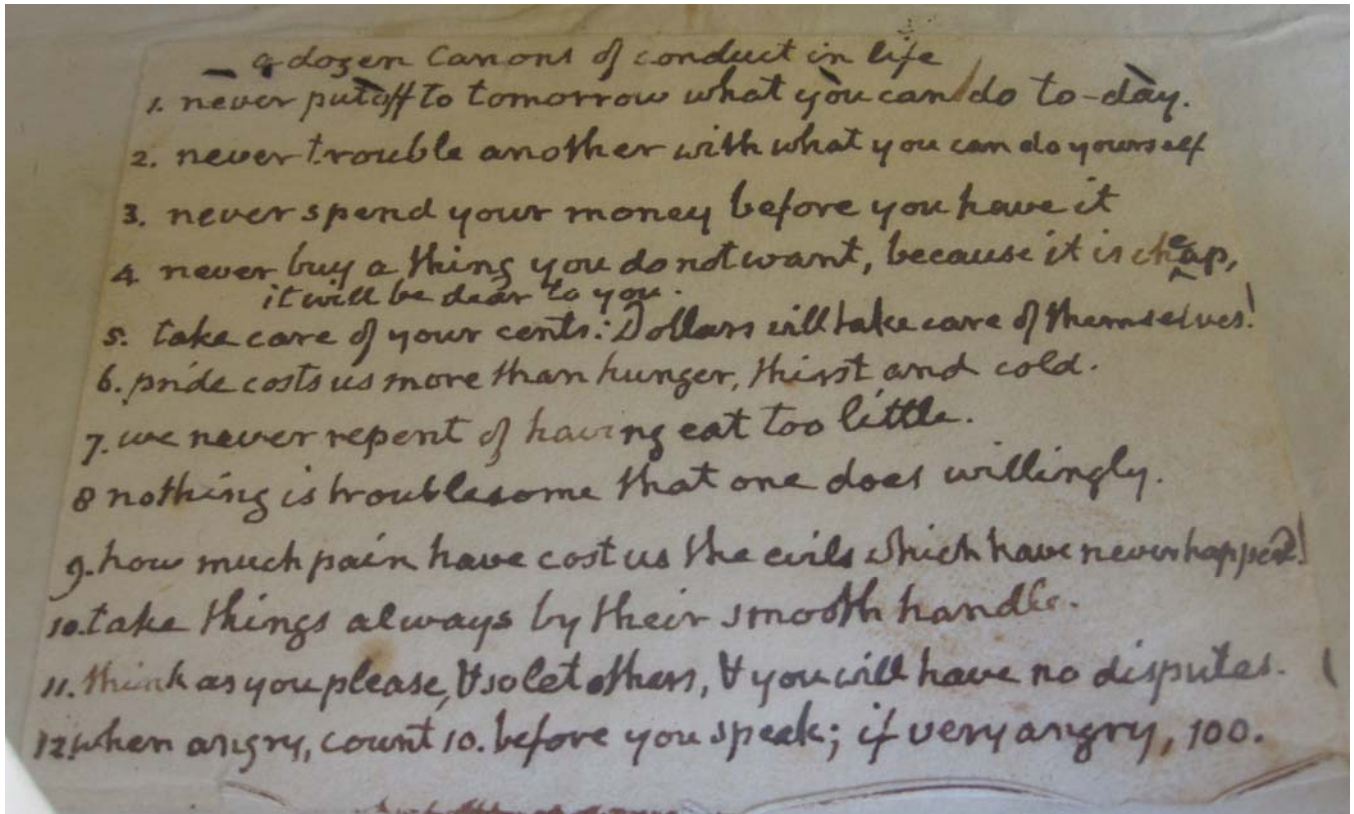 a dozen Canons of conduct in life
1. never put off to tomorrow what you can do to-day.
2. never trouble another with what you can do yourself
3. never spend your money before you have it
4 never buy a thing you do not want, because it is cheap,
it will be dear to you.
5. take care of your cents: Dollars will take care of themselves!
6. pride costs us more than hunger, thirst and cold.
7. we never repent of having eat too little.
8 nothing is troublesome that one does willingly.
9. how much pain have cost us the evils which have never happened!
10. take things always by their smooth handle.
11. think as you please, & so let others, & you will have no disputes.
12. when angry, count 10. before you speak; if very angry, 100.